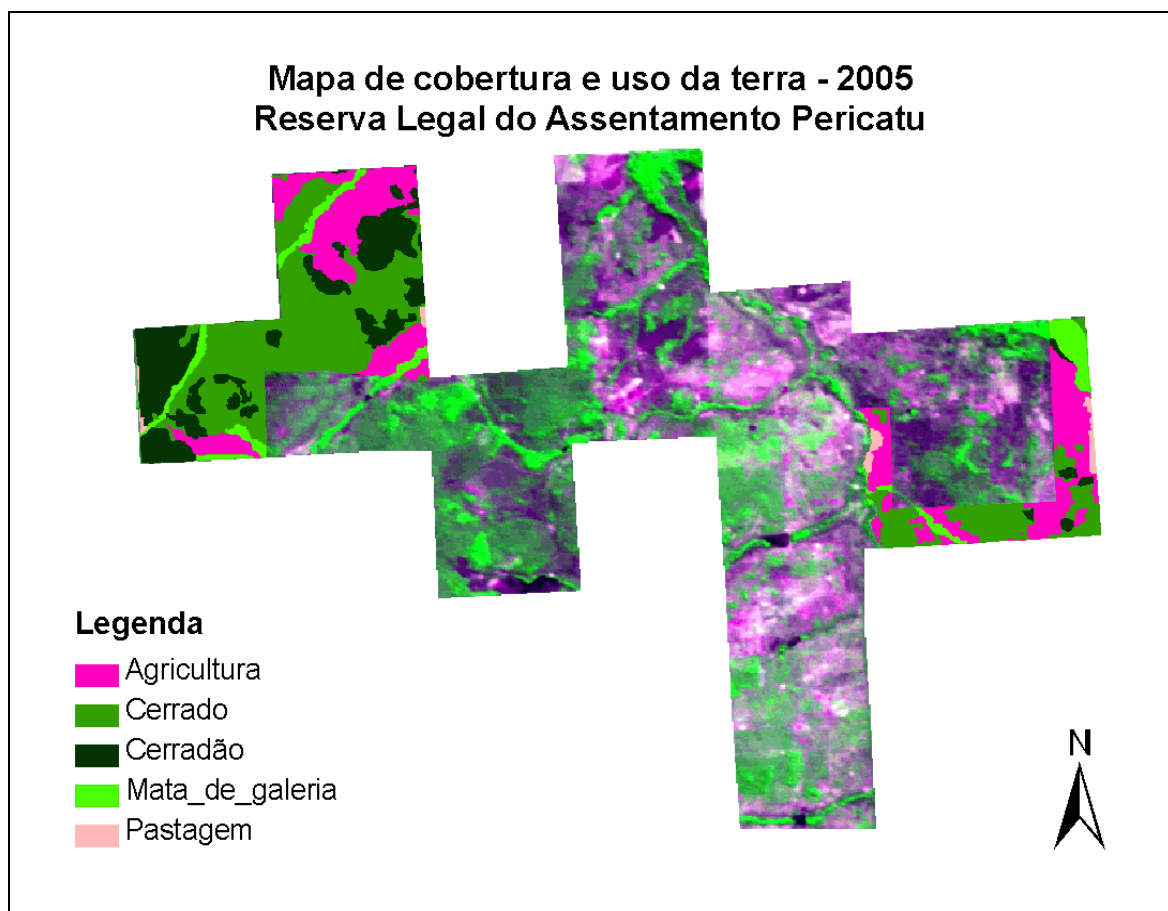 Mapa de cobertura e uso da terra - 2005
Reserva Legal do Assentamento Pericatu
Legenda
Agricultura
Cerrado
Cerradão
Mata_de_galeria
Pastagem
N